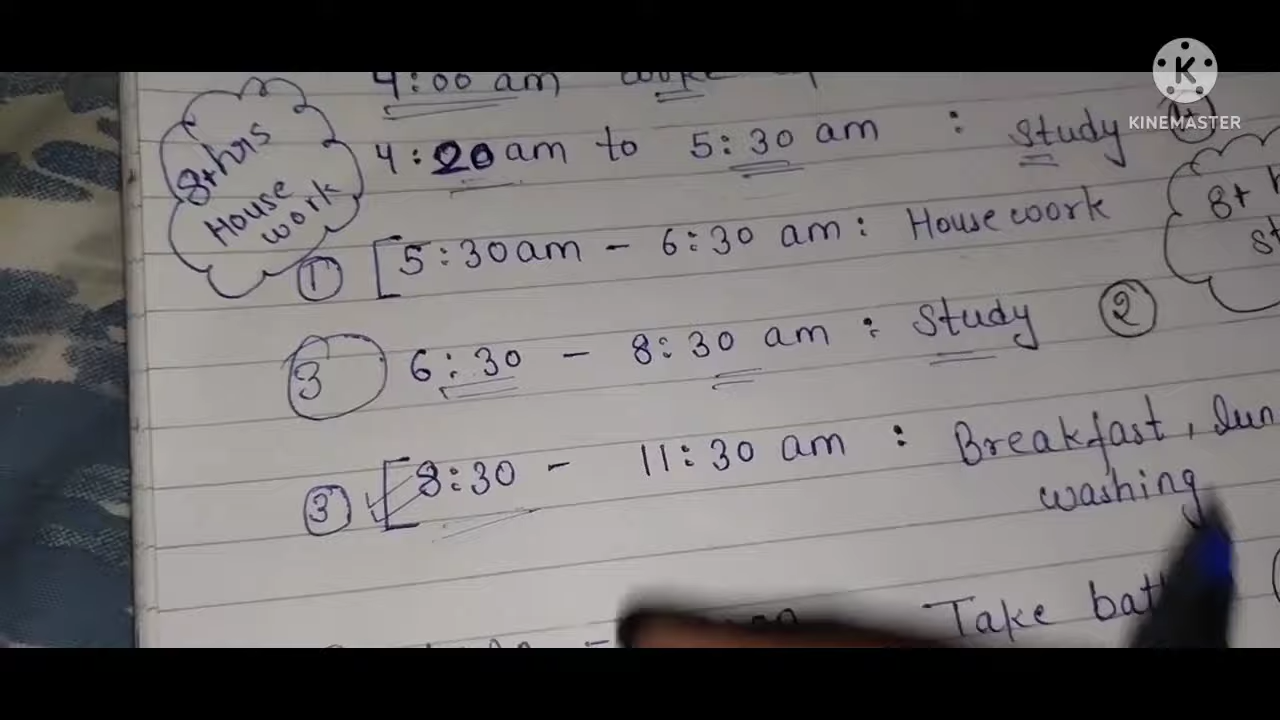 4:00 am wooke
4:20 am to 5:30 am : study
8+ hrs
House
work
① [5:30am - 6:30 am: Housewoork
8+
3 6:30 - 8:30 am : study ②
③ [8:30 - 11:30 am : Breakfast,
washing
Take
K
KINEMASTER